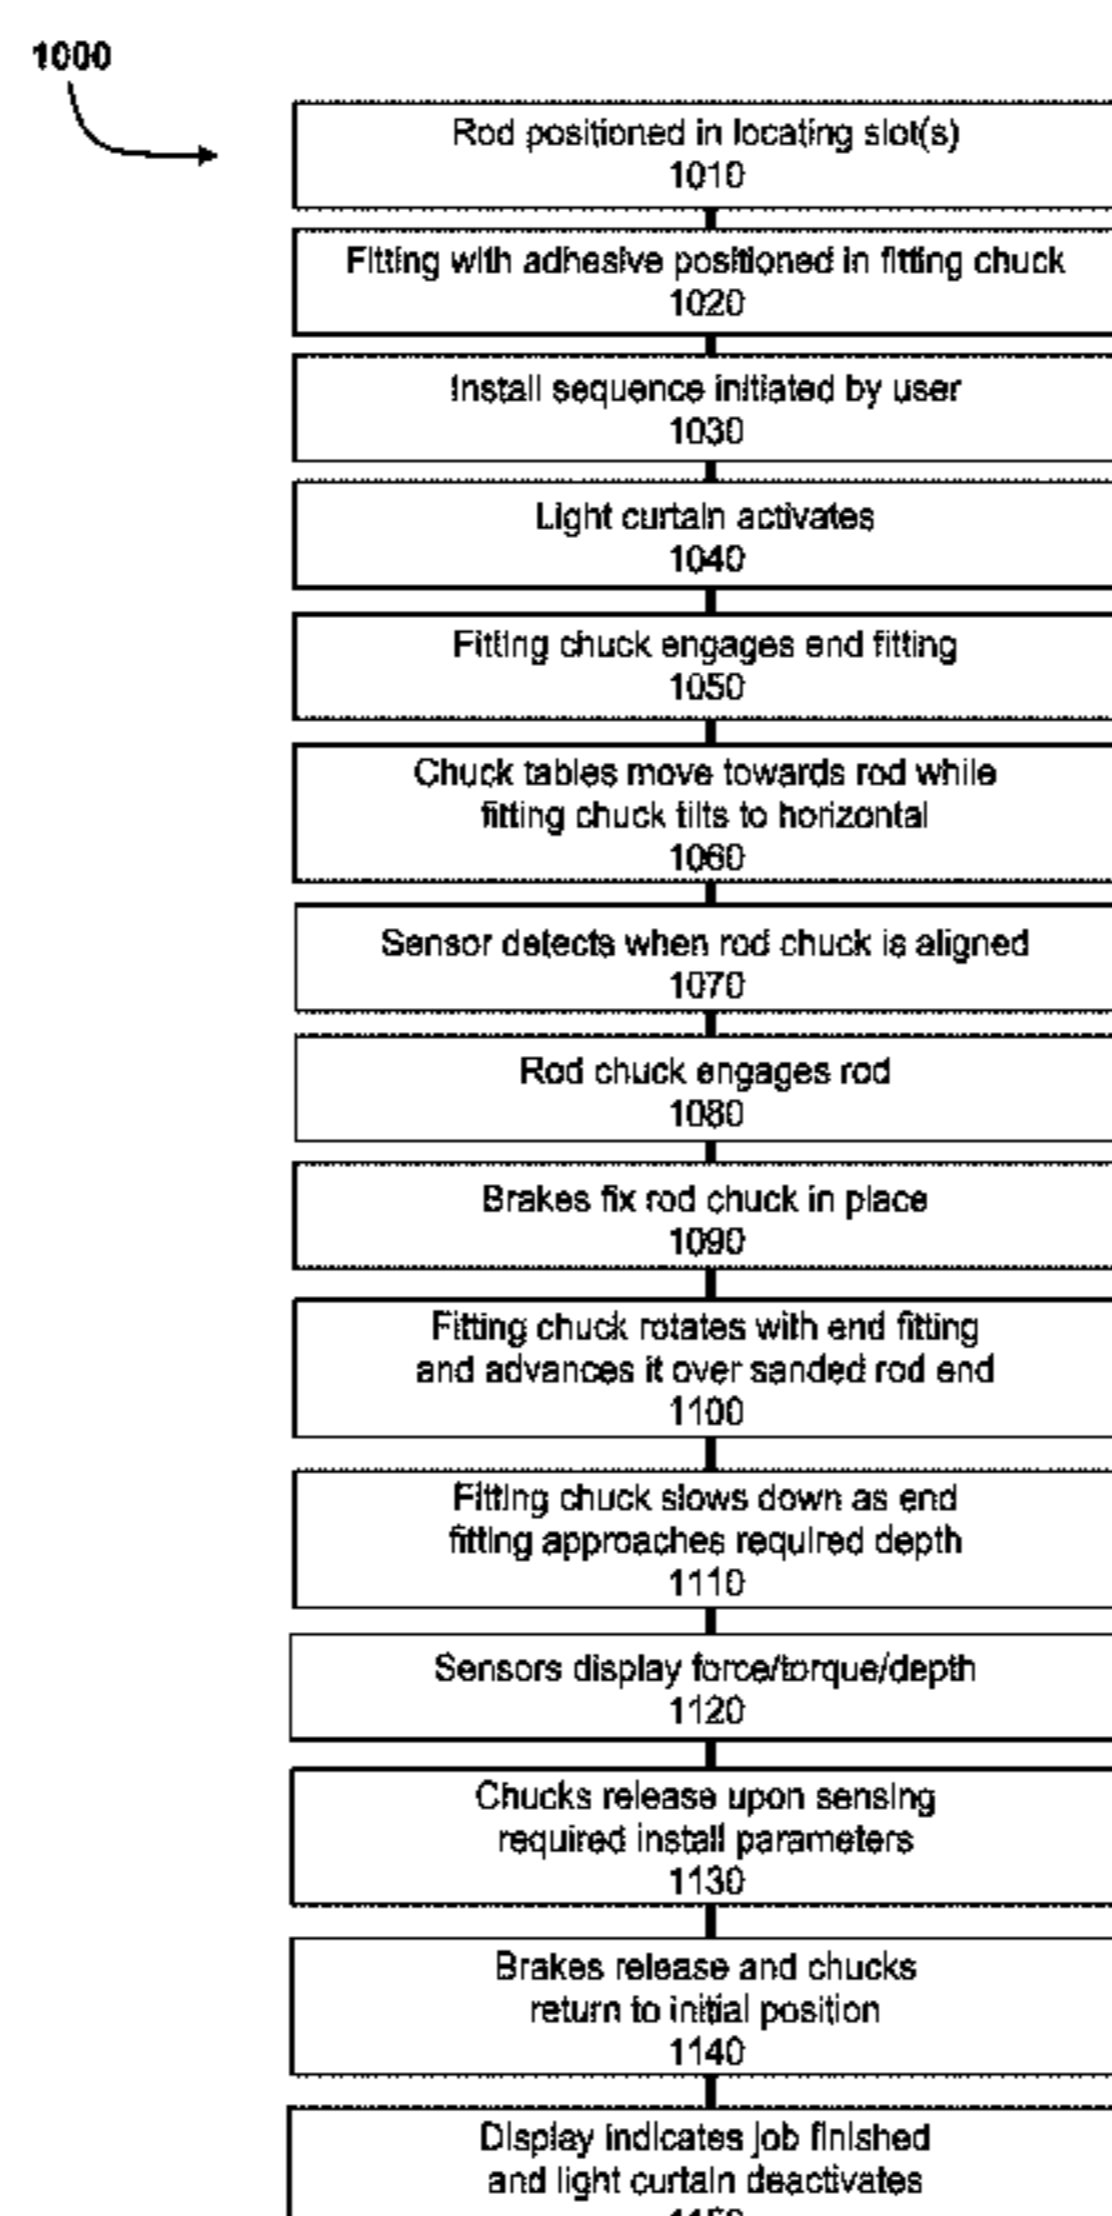 1000
Rod positioned in locating slot(s)
1010
Fitting with adhesive positioned in fitting chuck
1020
Install sequence initiated by user
1030
Light curtain activates
1040
Fitting chuck engages end fitting
1050
Chuck tables move towards rod while
fitting chuck tilts to horizontal
1060
Sensor detects when rod chuck is aligned
1070
Rod chuck engages rod
1080
Brakes fix rod chuck in place
1090
Fitting chuck rotates with end fitting
and advances it over sanded rod end
1100
Fitting chuck slows down as end
fitting approaches required depth
1110
Sensors display force/torque/depth
1120
Chucks release upon sensing
required install parameters
1130
Brakes release and chucks
return to initial position
1140
Display indicates job finished
and light curtain deactivates